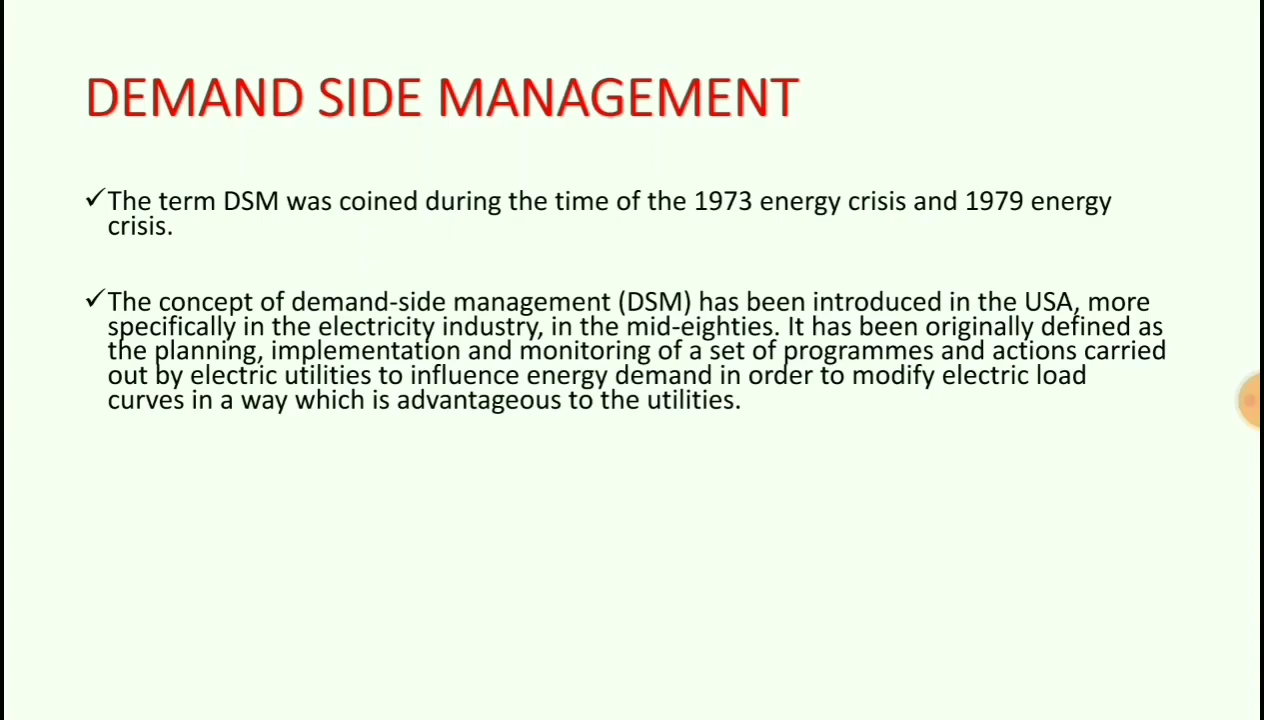 DEMAND SIDE MANAGEMENT
✓The term DSM was coined during the time of the 1973 energy crisis and 1979 energy
crisis.
✓The concept of demand-side management (DSM) has been introduced in the USA, more
specifically in the electricity industry, in the mid-eighties. It has been originally defined as
the planning, implementation and monitoring of a set of programmes and actions carried
out by electric utilities to influence energy demand in order to modify electric load
curves in a way which is advantageous to the utilities.